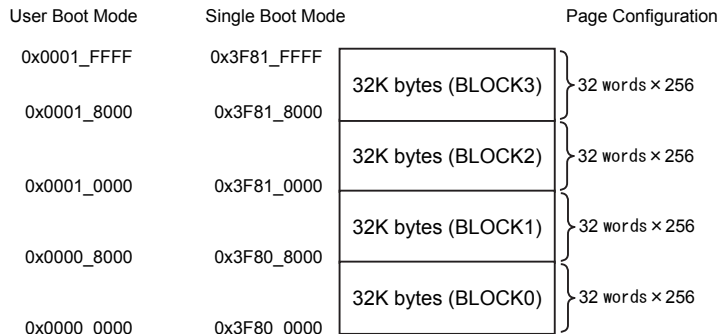 User Boot Mode Single Boot Mode Page Configuration
0x0001_FFFF 0x3F81_FFFF
32K bytes (BLOCK3) 32 words×256
0x0001_8000 0x3F81_8000
32K bytes (BLOCK2) 32 words×256
0x0001_0000 0x3F81_0000
32K bytes (BLOCK1) 32 words×256
0x0000_8000 0x3F80_8000
32K bytes (BLOCK0) 32 words×256
0x0000_0000 0x3F80_0000